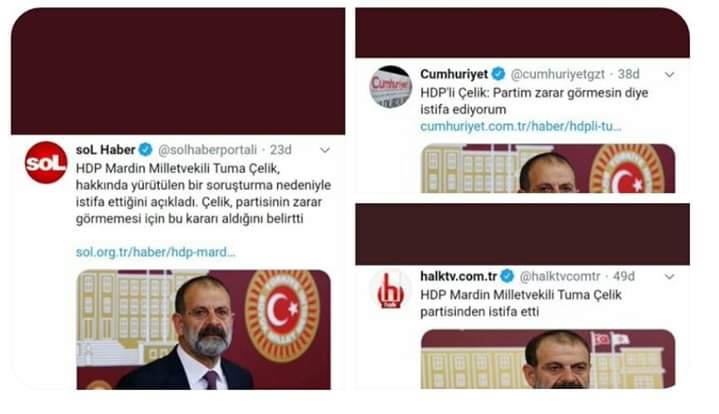 soL
soL Haber @solhaberportali · 23d
HDP Mardin Milletvekili Tuma Çelik,
hakkında yürütülen bir soruşturma nedeniyle
istifa ettiğini açıkladı. Çelik, partisinin zarar
görmemesi için bu kararı aldığını belirtti
sol.org.tr/haber/hdp-mard...
Cumhuriyet
Cumhuriyet @cumhuriyetgzt · 38d
HDP'li Çelik: Partim zarar görmesin diye
istifa ediyorum
cumhuriyet.com.tr/haber/hdpli-tu...
halk
halktv.com.tr @halktvcomtr · 49d
HDP Mardin Milletvekili Tuma Çelik
partisinden istifa etti